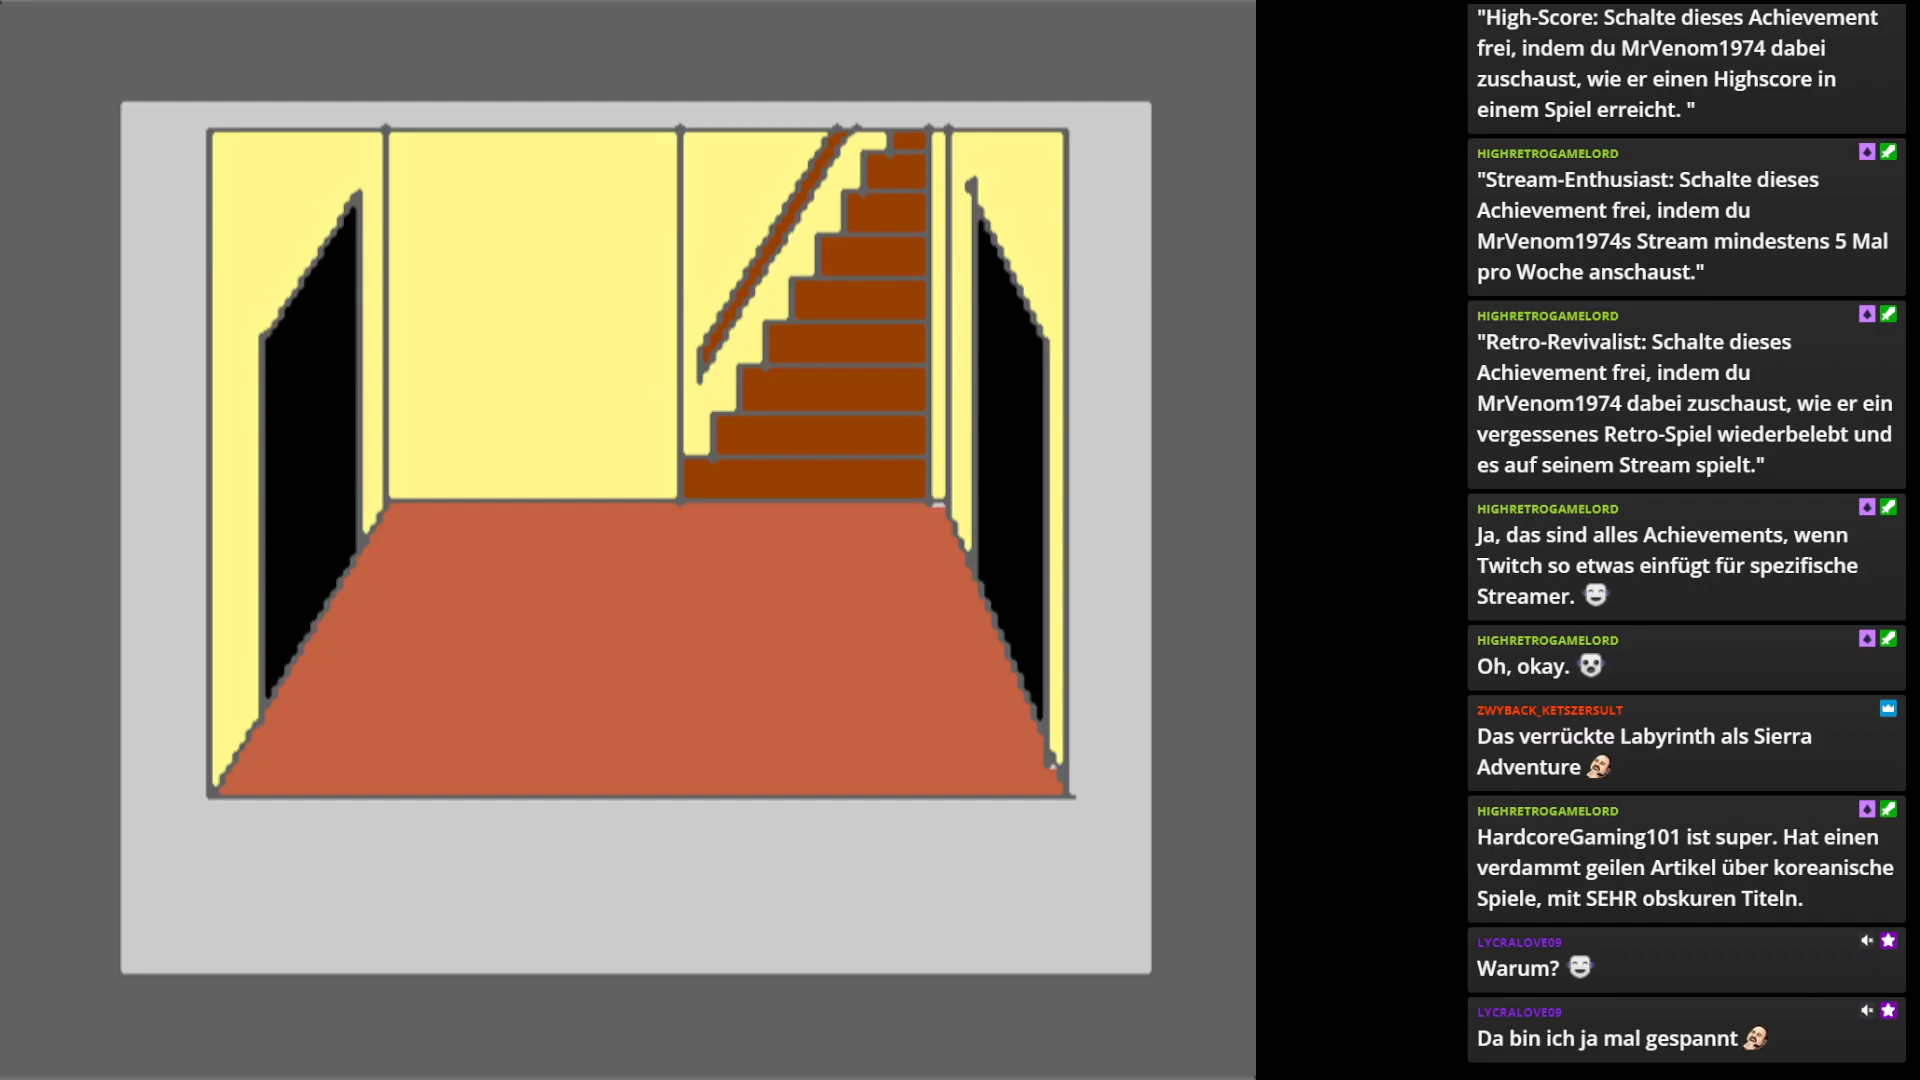 "High-Score: Schalte dieses Achievement
frei, indem du MrVenom1974 dabei
zuschaust, wie er einen Highscore in
einem Spiel erreicht. "
HIGHRETROGAMELORD
"Stream-Enthusiast: Schalte dieses
Achievement frei, indem du
MrVenom1974s Stream mindestens 5 Mal
pro Woche anschaust."
HIGHRETROGAMELORD
"Retro-Revivalist: Schalte dieses
Achievement frei, indem du
MrVenom1974 dabei zuschaust, wie er ein
vergessenes Retro-Spiel wiederbelebt und
es auf seinem Stream spielt."
HIGHRETROGAMELORD
Ja, das sind alles Achievements, wenn
Twitch so etwas einfügt für spezifische
Streamer.
HIGHRETROGAMELORD
Oh, okay.
ZWYBACK_KETSZERSULT
Das verrückte Labyrinth als Sierra
Adventure
HIGHRETROGAMELORD
HardcoreGaming101 ist super. Hat einen
verdammt geilen Artikel über koreanische
Spiele, mit SEHR obskuren Titeln.
LYCRALOVE09
Warum?
LYCRALOVE09
Da bin ich ja mal gespannt